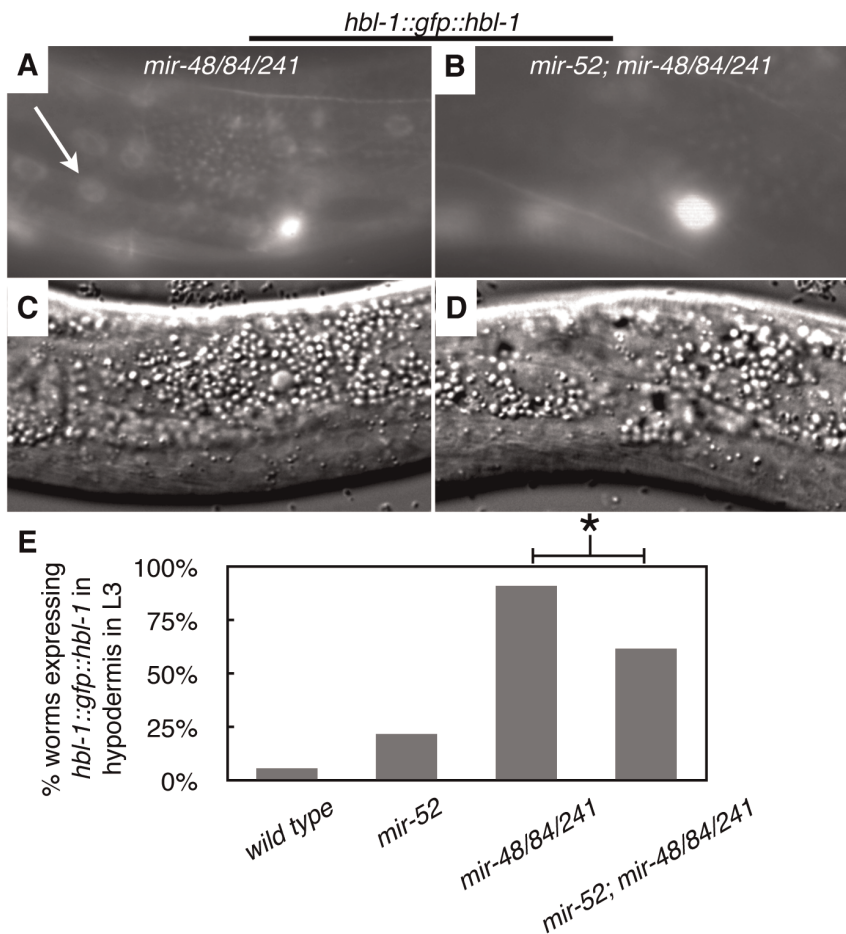 hbl-1::gfp::hbl-1
A
mir-48/84/241
B
mir-52; mir-48/84/241
C
D
E
*
% worms expressing
hbl-1::gfp::hbl-1 in
hypodermis in L3
100%
75%
50%
25%
0%
wild type
mir-52
mir-48/84/241
mir-52; mir-48/84/241